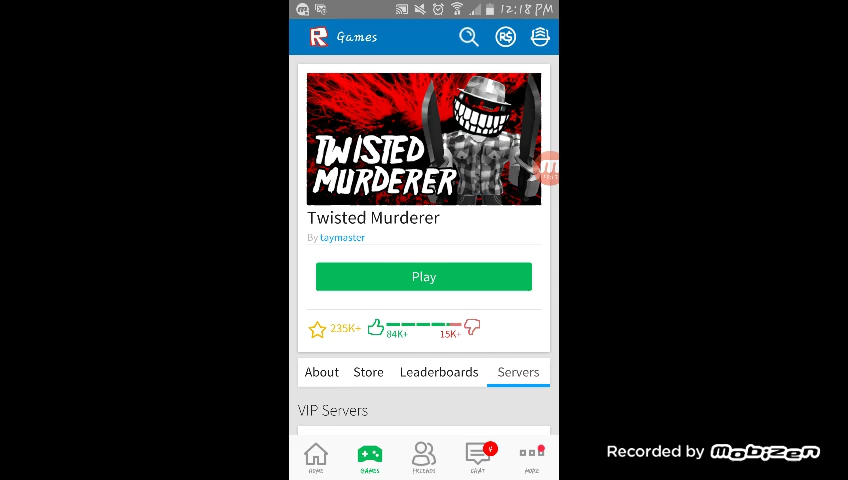 12:18 PM
Games
R$
TWISTED
MURDERER
Twisted Murderer
By taymaster
Play
235K+
84K+
15K+
About Store Leaderboards Servers
VIP Servers
HOME GAMES FRIENDS CHAT MORE
Recorded by Mobizen